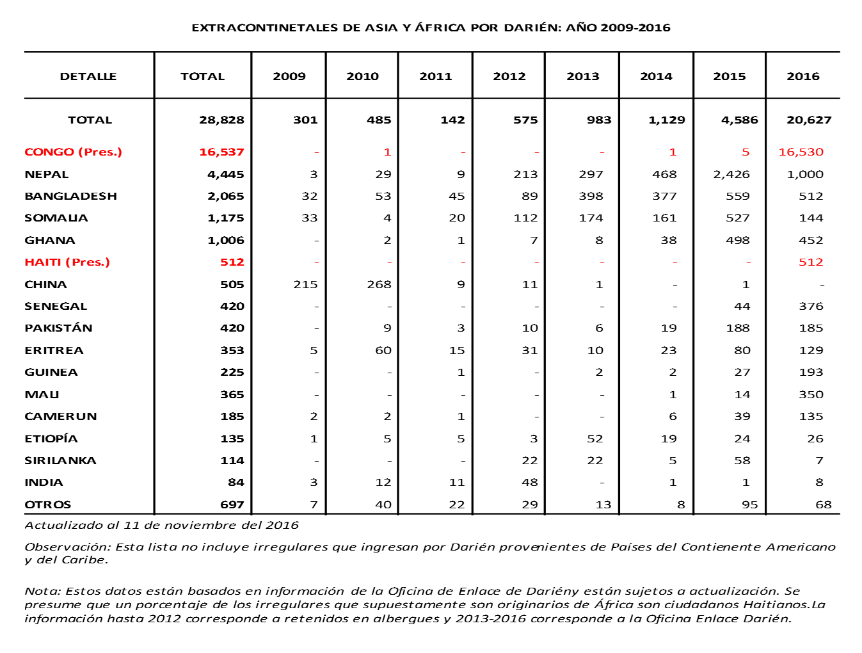 EXTRACONTINETALES DE ASIA Y ÁFRICA POR DARIÉN: AÑO 2009-2016
DETALLE TOTAL 2009 2010 2011 2012 2013 2014 2015 2016
TOTAL 28,828 301 485 142 575 983 1,129 4,586 20,627
CONGO (Pres.) 16,537 - 1 - - - 1 5 16,530
NEPAL 4,445 3 29 9 213 297 468 2,426 1,000
BANGLADESH 2,065 32 53 45 89 398 377 559 512
SOMALIA 1,175 33 4 20 112 174 161 527 144
GHANA 1,006 - 2 1 7 8 38 498 452
HAITI (Pres.) 512 - - - - - - - 512
CHINA 505 215 268 9 11 1 - 1 -
SENEGAL 420 - - - - - - 44 376
PAKISTÁN 420 - 9 3 10 6 19 188 185
ERITREA 353 5 60 15 31 10 23 80 129
GUINEA 225 - - 1 - 2 2 27 193
MALI 365 - - - - - 1 14 350
CAMERUN 185 2 2 1 - - 6 39 135
ETIOPÍA 135 1 5 5 3 52 19 24 26
SIRILANKA 114 - - - 22 22 5 58 7
INDIA 84 3 12 11 48 - 1 1 8
OTROS 697 7 40 22 29 13 8 95 68
Actualizado al 11 de noviembre del 2016
Observación: Esta lista no incluye irregulares que ingresan por Darién provenientes de Paises del Contienente Americano
y del Caribe.
Nota: Estos datos están basados en información de la Oficina de Enlace de Dariény están sujetos a actualización. Se
presume que un porcentaje de los irregulares que supuestamente son originarios de África son ciudadanos Haitianos.La
información hasta 2012 corresponde a retenidos en albergues y 2013-2016 corresponde a la Oficina Enlace Darién.